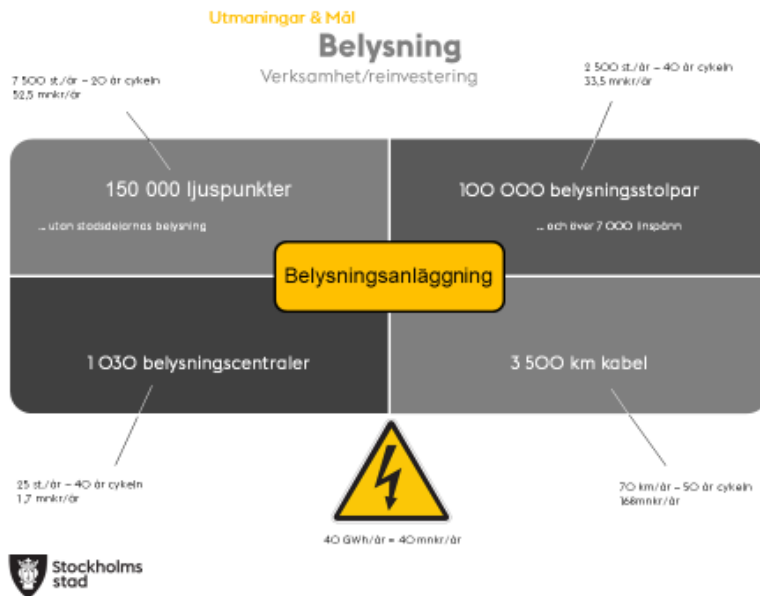 Utmaningar & Mål
Belysning
Verksamhet/reinvestering
7 500 st./år – 20 år cykeln
52,5 mnkr/år
2 500 st./år – 40 år cykeln
33,5 mnkr/år
150 000 ljuspunkter
... utan stadsdelarnas belysning
100 000 belysningsstolpar
... och över 7 000 linspänn
Belysningsanläggning
1 030 belysningscentraler
3 500 km kabel
25 st./år – 40 år cykeln
1,7 mnkr/år
70 km/år – 50 år cykeln
168mnkr/år
40 GWh/år = 40 mnkr/år
Stockholms
stad